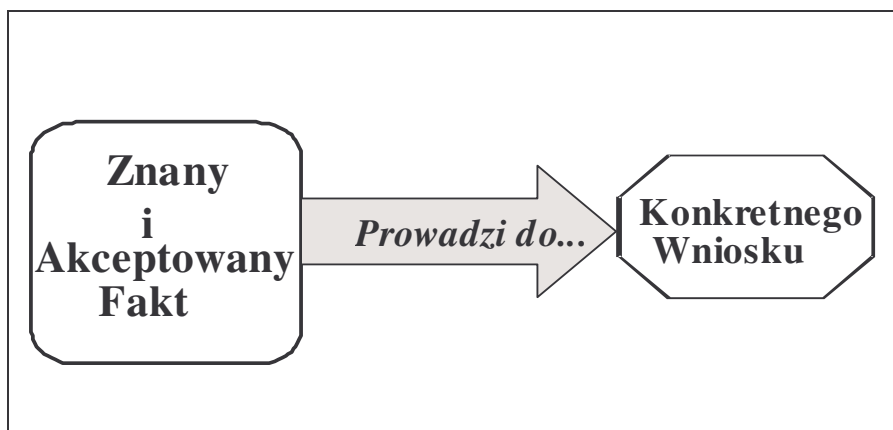 Znany
i
Akceptowany
Fakt
Prowadzi do...
Konkretnego
Wniosku